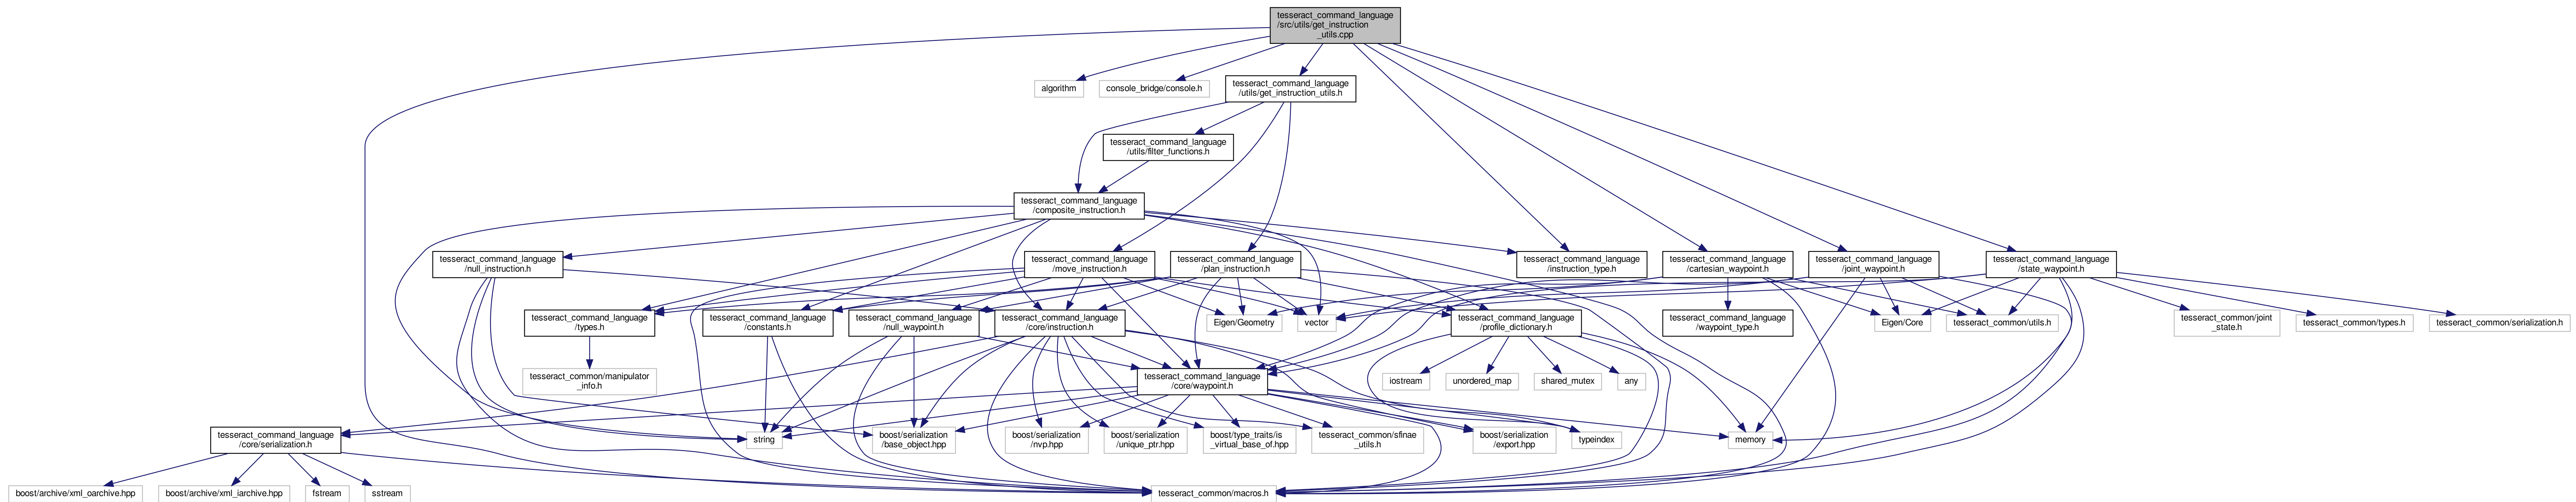 tesseract_command_language
/src/utils/get_instruction
_utils.cpp
algorithm
console_bridge/console.h
tesseract_command_language
/utils/get_instruction_utils.h
tesseract_command_language
/utils/filter_functions.h
tesseract_command_language
/composite_instruction.h
tesseract_command_language
/null_instruction.h
tesseract_command_language
/move_instruction.h
tesseract_command_language
/plan_instruction.h
tesseract_command_language
/instruction_type.h
tesseract_command_language
/cartesian_waypoint.h
tesseract_command_language
/joint_waypoint.h
tesseract_command_language
/state_waypoint.h
tesseract_command_language
/types.h
tesseract_command_language
/constants.h
tesseract_command_language
/null_waypoint.h
tesseract_command_language
/core/instruction.h
Eigen/Geometry
vector
tesseract_command_language
/profile_dictionary.h
tesseract_command_language
/waypoint_type.h
Eigen/Core
tesseract_common/utils.h
tesseract_common/joint
_state.h
tesseract_common/types.h
tesseract_common/serialization.h
tesseract_common/manipulator
_info.h
tesseract_command_language
/core/waypoint.h
iostream
unordered_map
shared_mutex
any
tesseract_command_language
/core/serialization.h
string
boost/serialization
/base_object.hpp
boost/serialization
/nvp.hpp
boost/serialization
/unique_ptr.hpp
boost/type_traits/is
_virtual_base_of.hpp
tesseract_common/sfinae
_utils.h
boost/serialization
/export.hpp
typeindex
memory
boost/archive/xml_oarchive.hpp
boost/archive/xml_iarchive.hpp
fstream
sstream
tesseract_common/macros.h